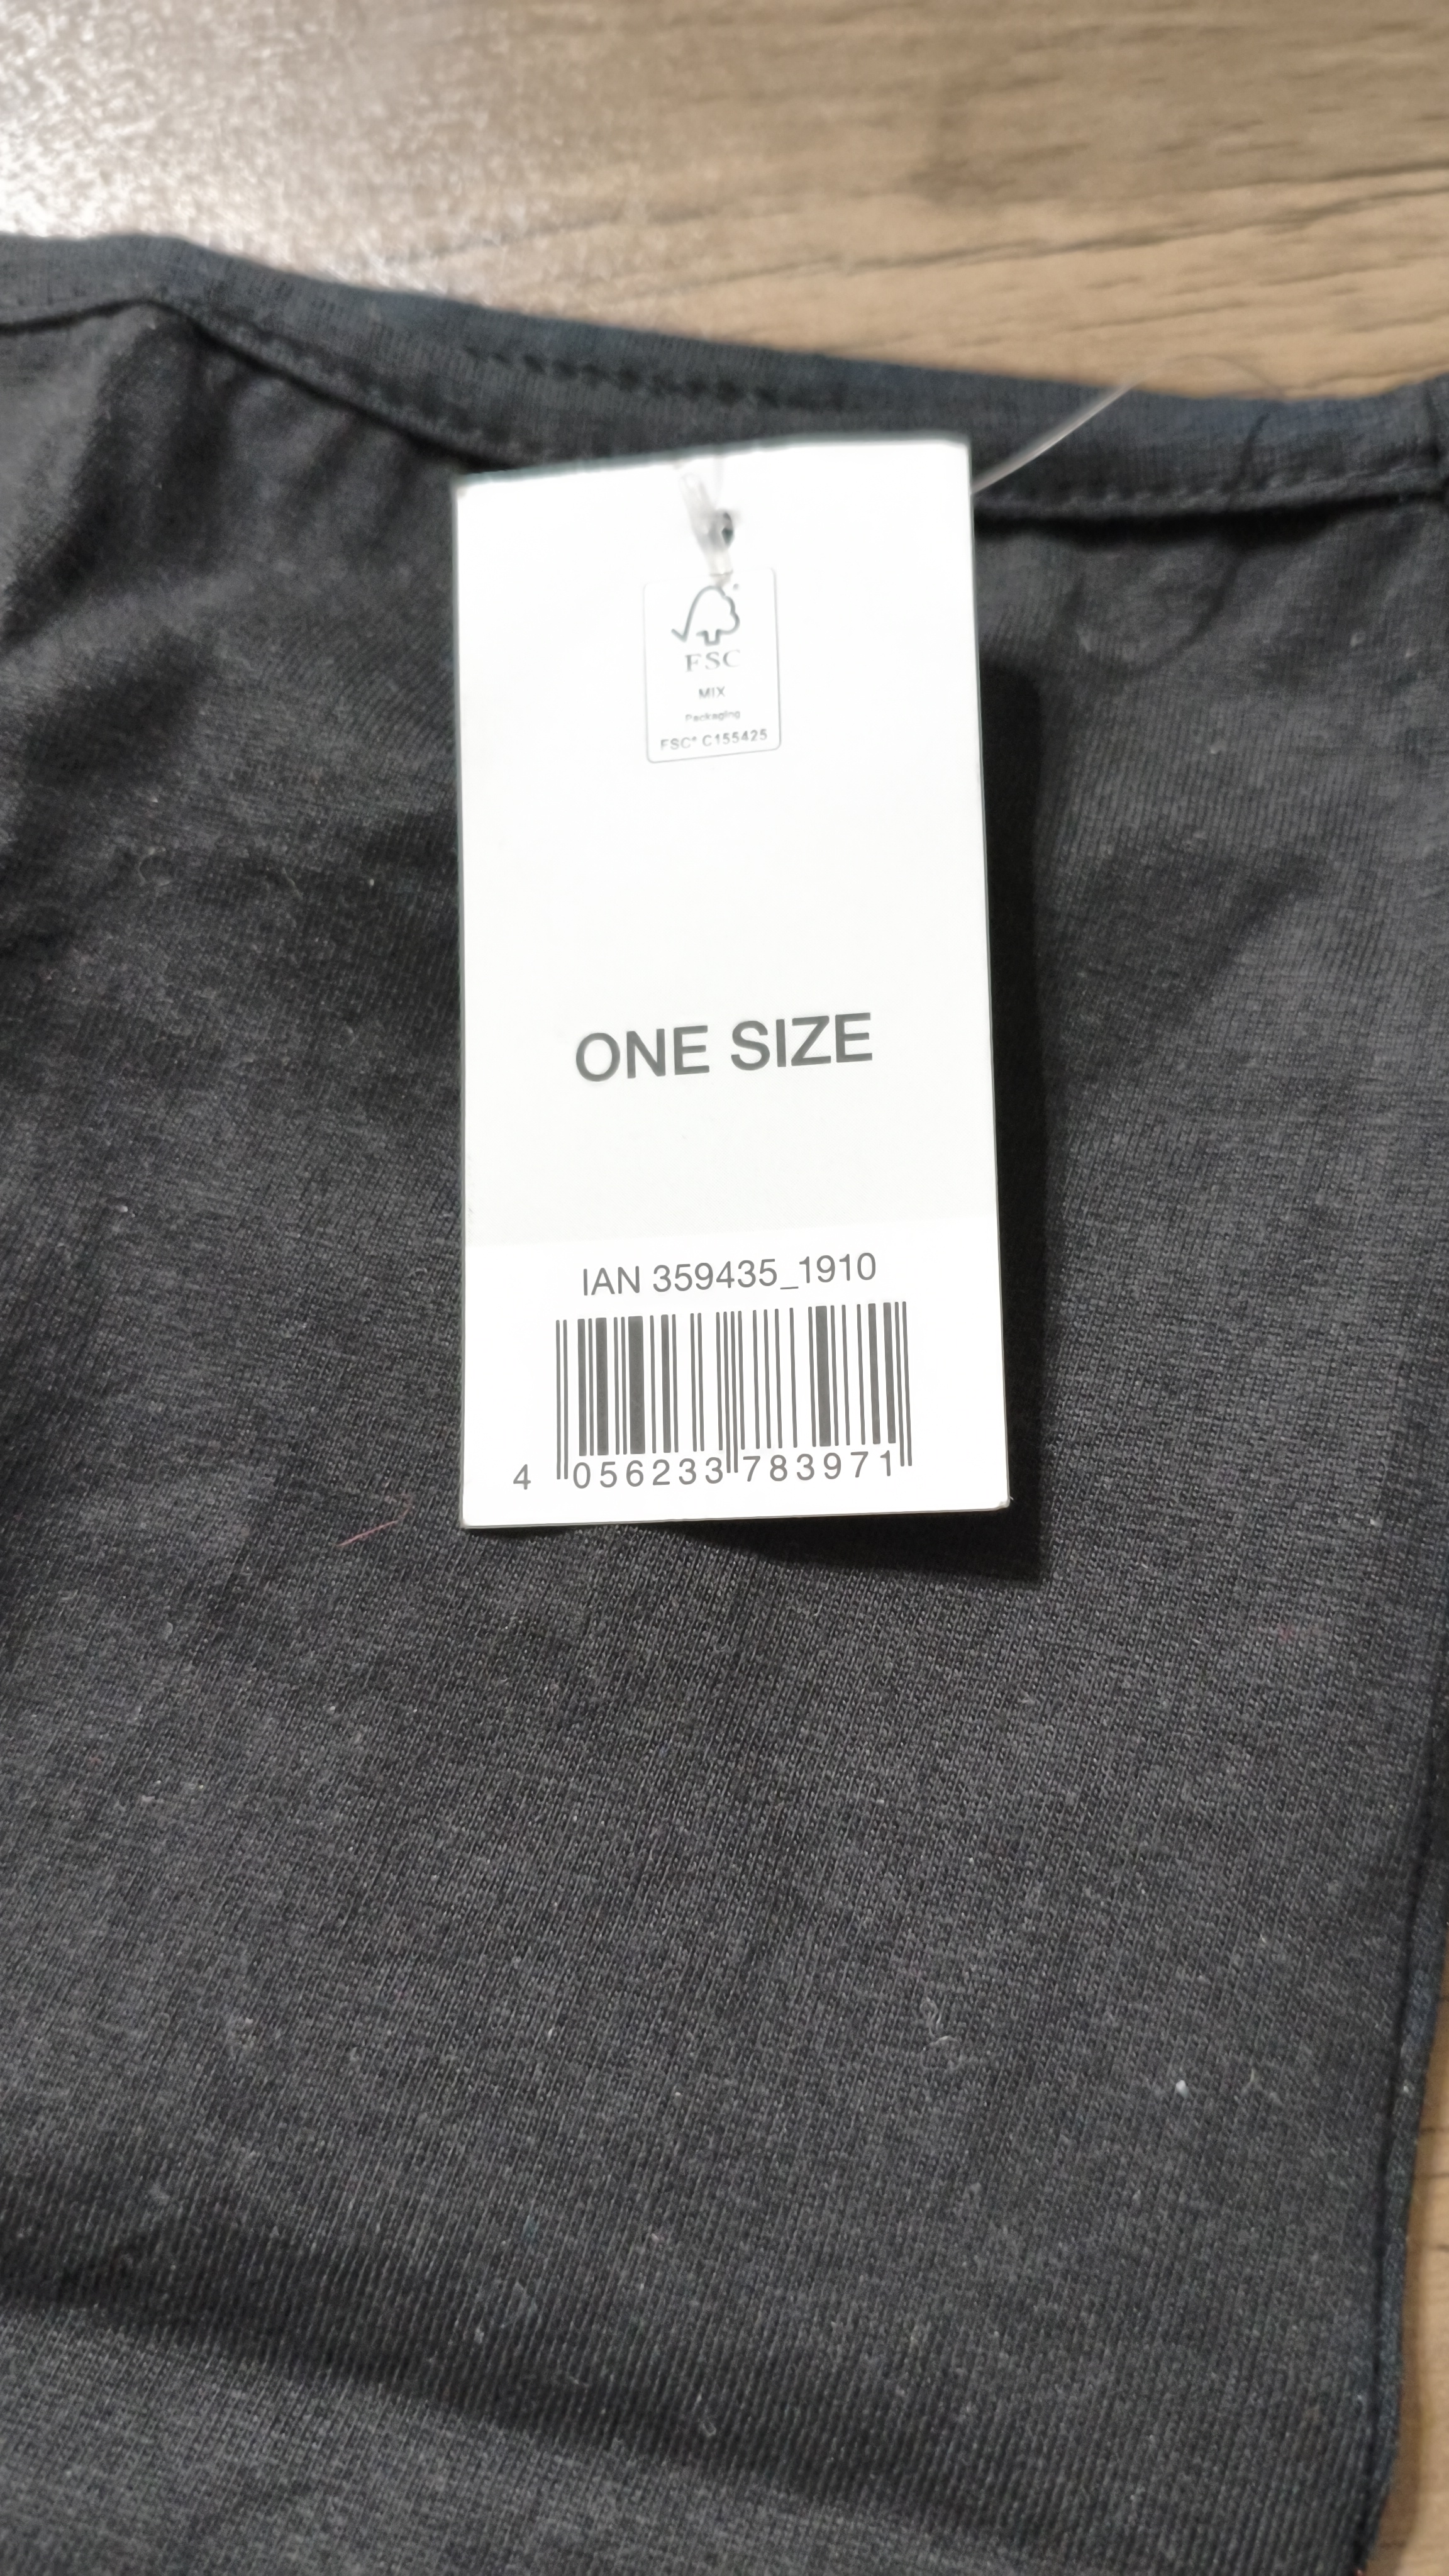 FSC
MIX
Packaging
FSC® C155425
ONE SIZE
IAN 359435_1910
4 056233 783971